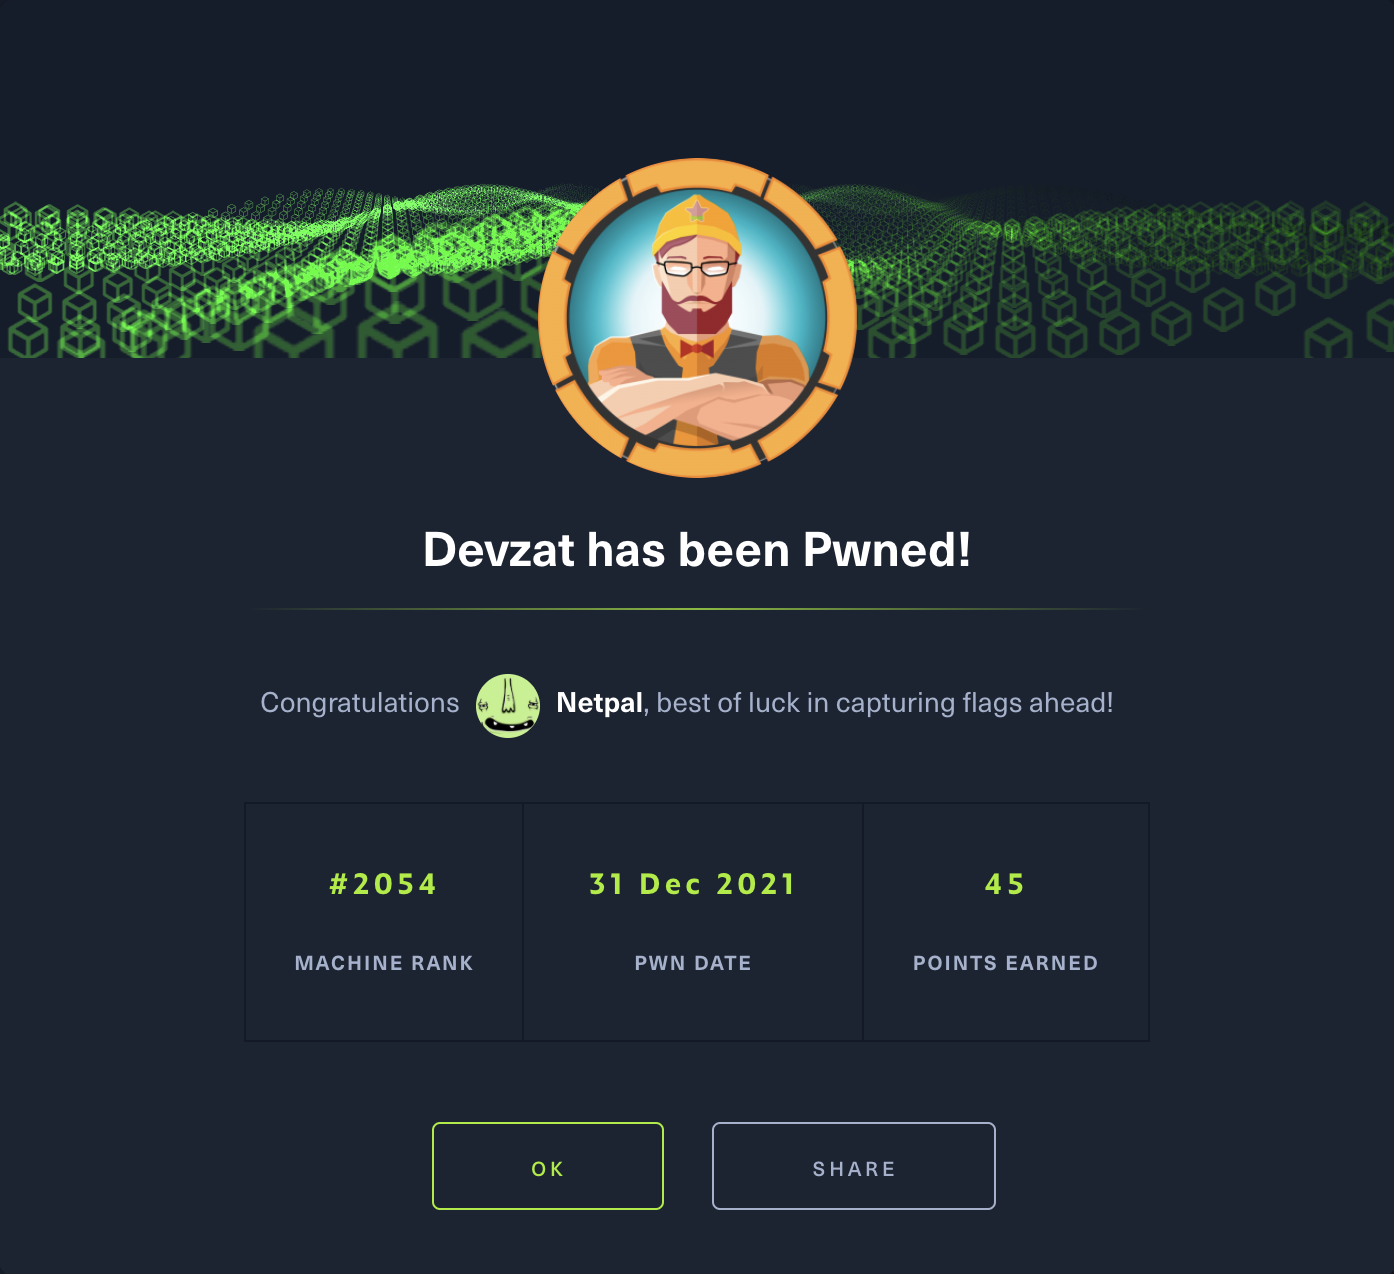 Devzat has been Pwned!
Congratulations Netpal, best of luck in capturing flags ahead!
#2054
MACHINE RANK
31 Dec 2021
PWN DATE
45
POINTS EARNED
OK
SHARE